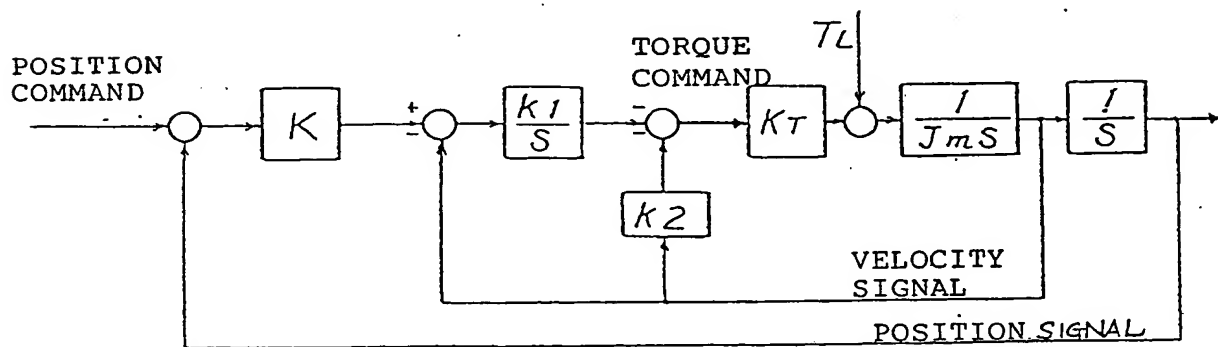 POSITION
COMMAND
K
+
−
k1
S
TORQUE
COMMAND
−
−
k2
KT
TL
1
JmS
1
S
VELOCITY
SIGNAL
POSITION SIGNAL